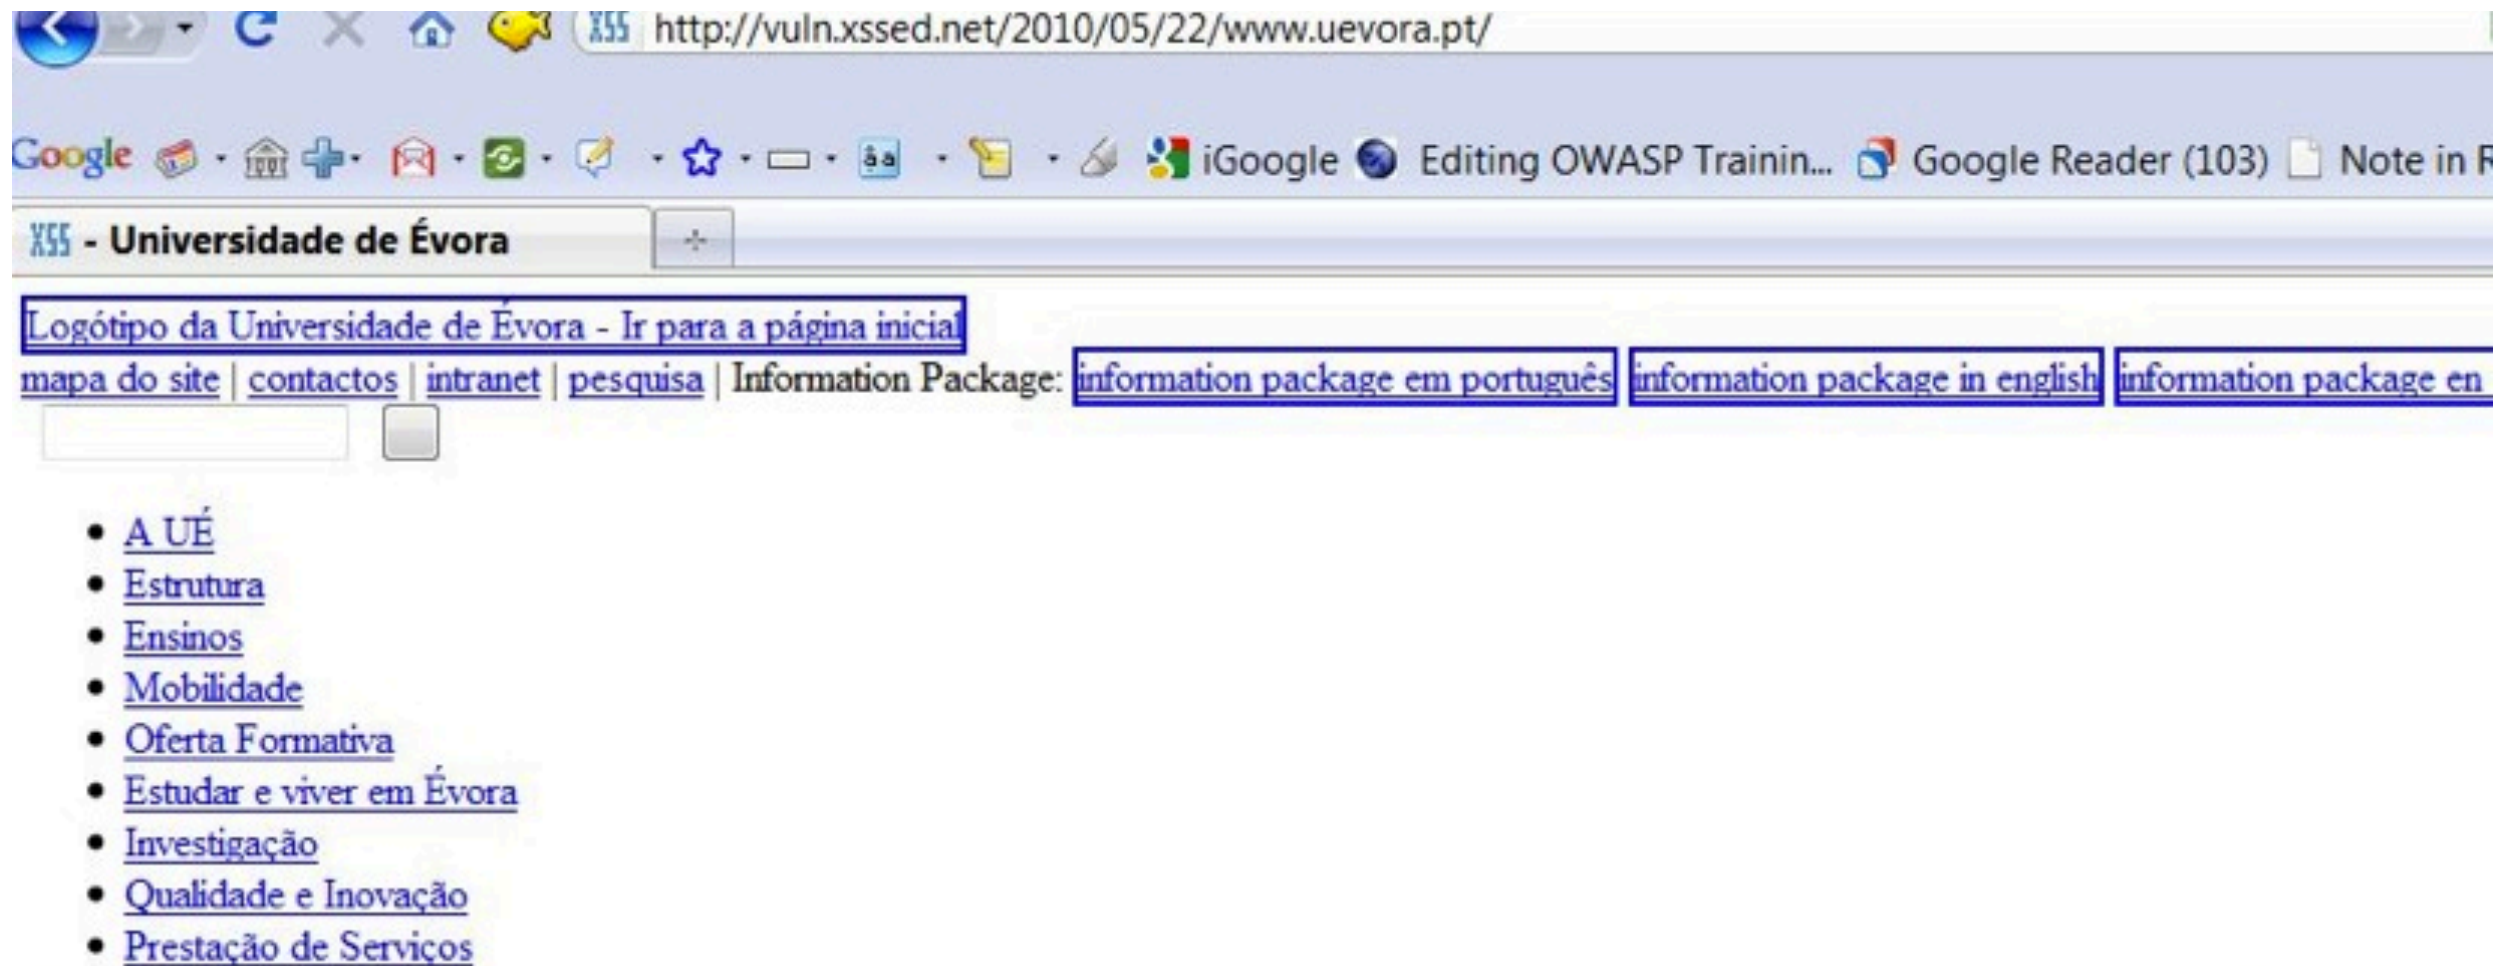 XSS http://vuln.xssed.net/2010/05/22/www.uevora.pt/
Google âa iGoogle Editing OWASP Trainin... Google Reader (103) Note in R
XSS - Universidade de Évora
Logótipo da Universidade de Évora - Ir para a página inicial
mapa do site | contactos | intranet | pesquisa | Information Package: information package em português information package in english information package en
A UÉ
Estrutura
Ensinos
Mobilidade
Oferta Formativa
Estudar e viver em Évora
Investigação
Qualidade e Inovação
Prestação de Serviços